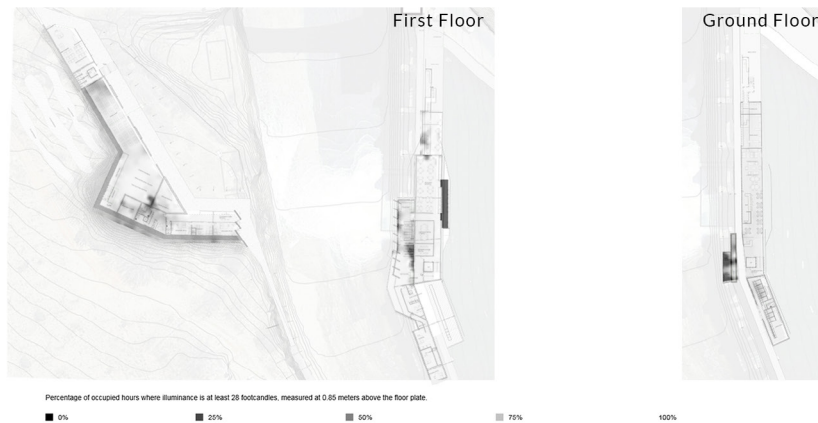 First Floor
Ground Floor
Percentage of occupied hours where illuminance is at least 28 footcandles, measured at 0.85 meters above the floor plate.
0% 25% 50% 75% 100%